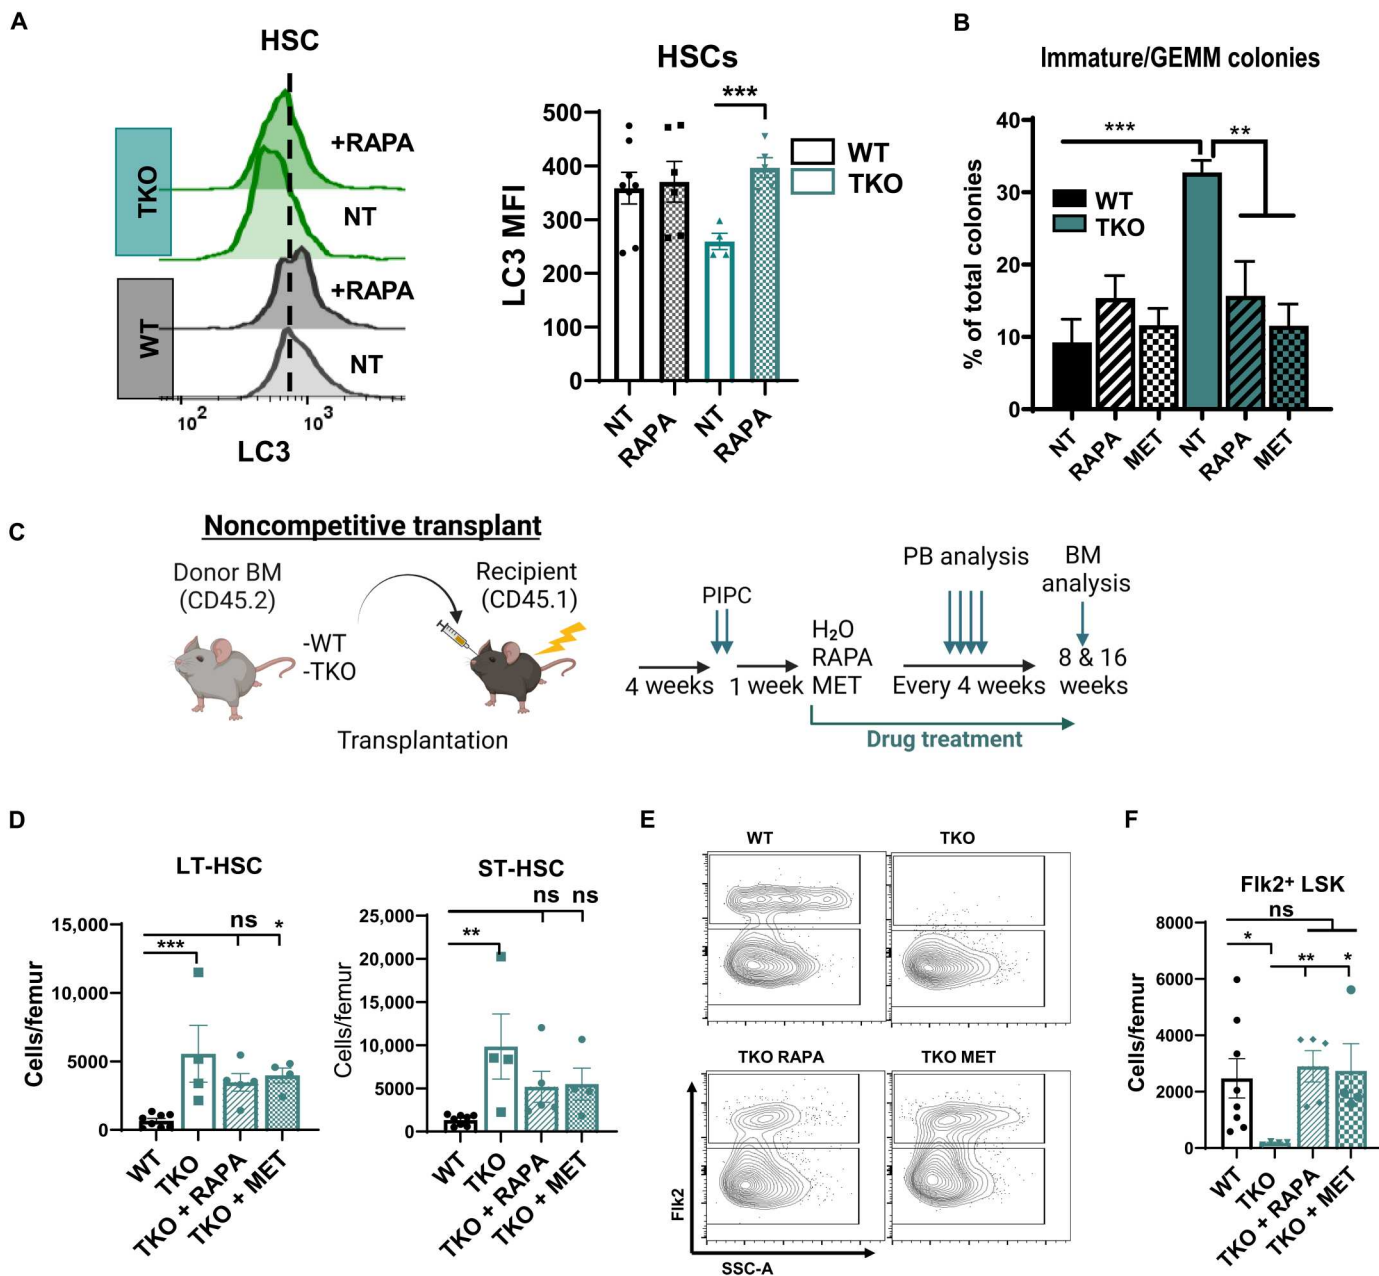 A
HSC
TKO
+RAPA
NT
WT
+RAPA
NT
10²
10³
LC3
HSCs
LC3 MFI
500
400
300
200
100
0
***
NT
RAPA
NT
RAPA
WT
TKO
B
Immature/GEMM colonies
% of total colonies
40
30
20
10
0
***
**
WT
TKO
NT
RAPA
MET
NT
RAPA
MET
C
Noncompetitive transplant
Donor BM
(CD45.2)
-WT
-TKO
Recipient
(CD45.1)
Transplantation
4 weeks
PIPC
1 week
H₂O
RAPA
MET
PB analysis
Every 4 weeks
BM
analysis
8 & 16
weeks
Drug treatment
D
LT-HSC
Cells/femur
15,000
10,000
5000
0
ns
*
***
WT
TKO
TKO + RAPA
TKO + MET
ST-HSC
Cells/femur
25,000
20,000
15,000
10,000
5000
0
ns
ns
**
WT
TKO
TKO + RAPA
TKO + MET
E
WT
TKO
TKO RAPA
TKO MET
Flk2
SSC-A
F
Flk2⁺ LSK
Cells/femur
8000
6000
4000
2000
0
ns
*
**
*
WT
TKO
TKO + RAPA
TKO + MET